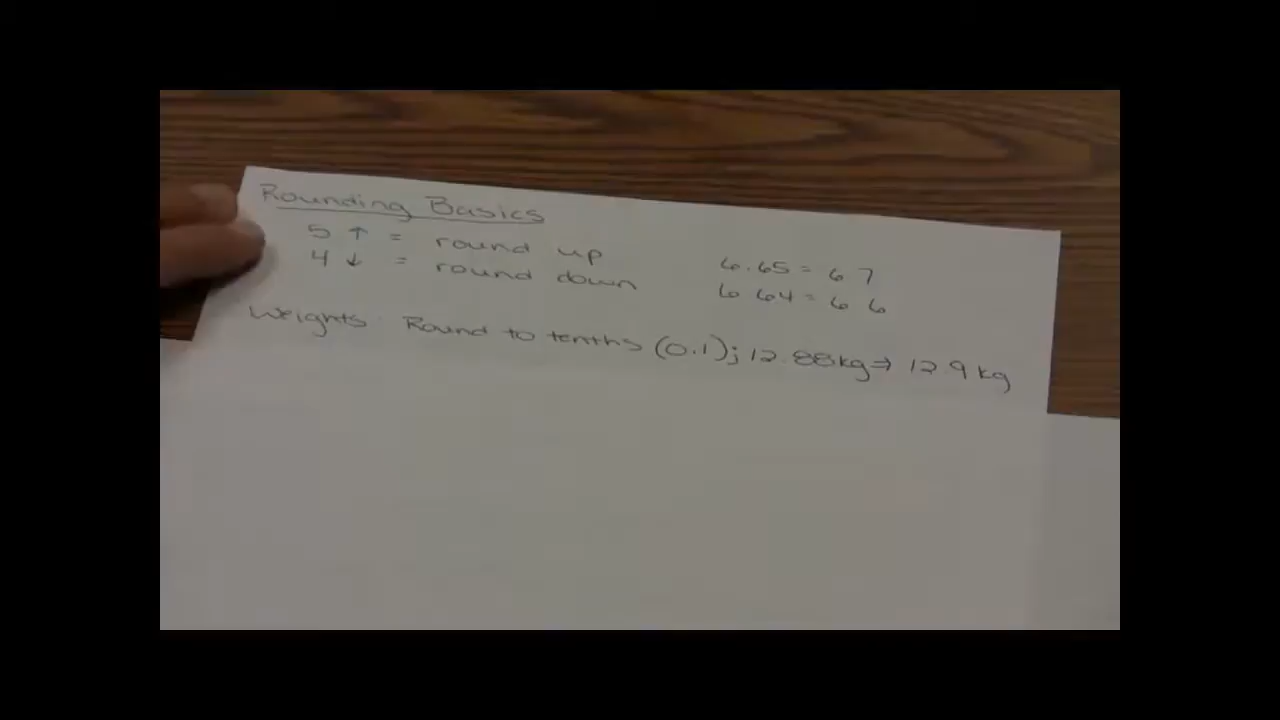 Rounding Basics
5 ↑ = round up
4 ↓ = round down
6.65 = 6 7
6 64 = 6 6
Weights: Round to tenths (0.1); 12.88kg ⇒ 12 9 kg